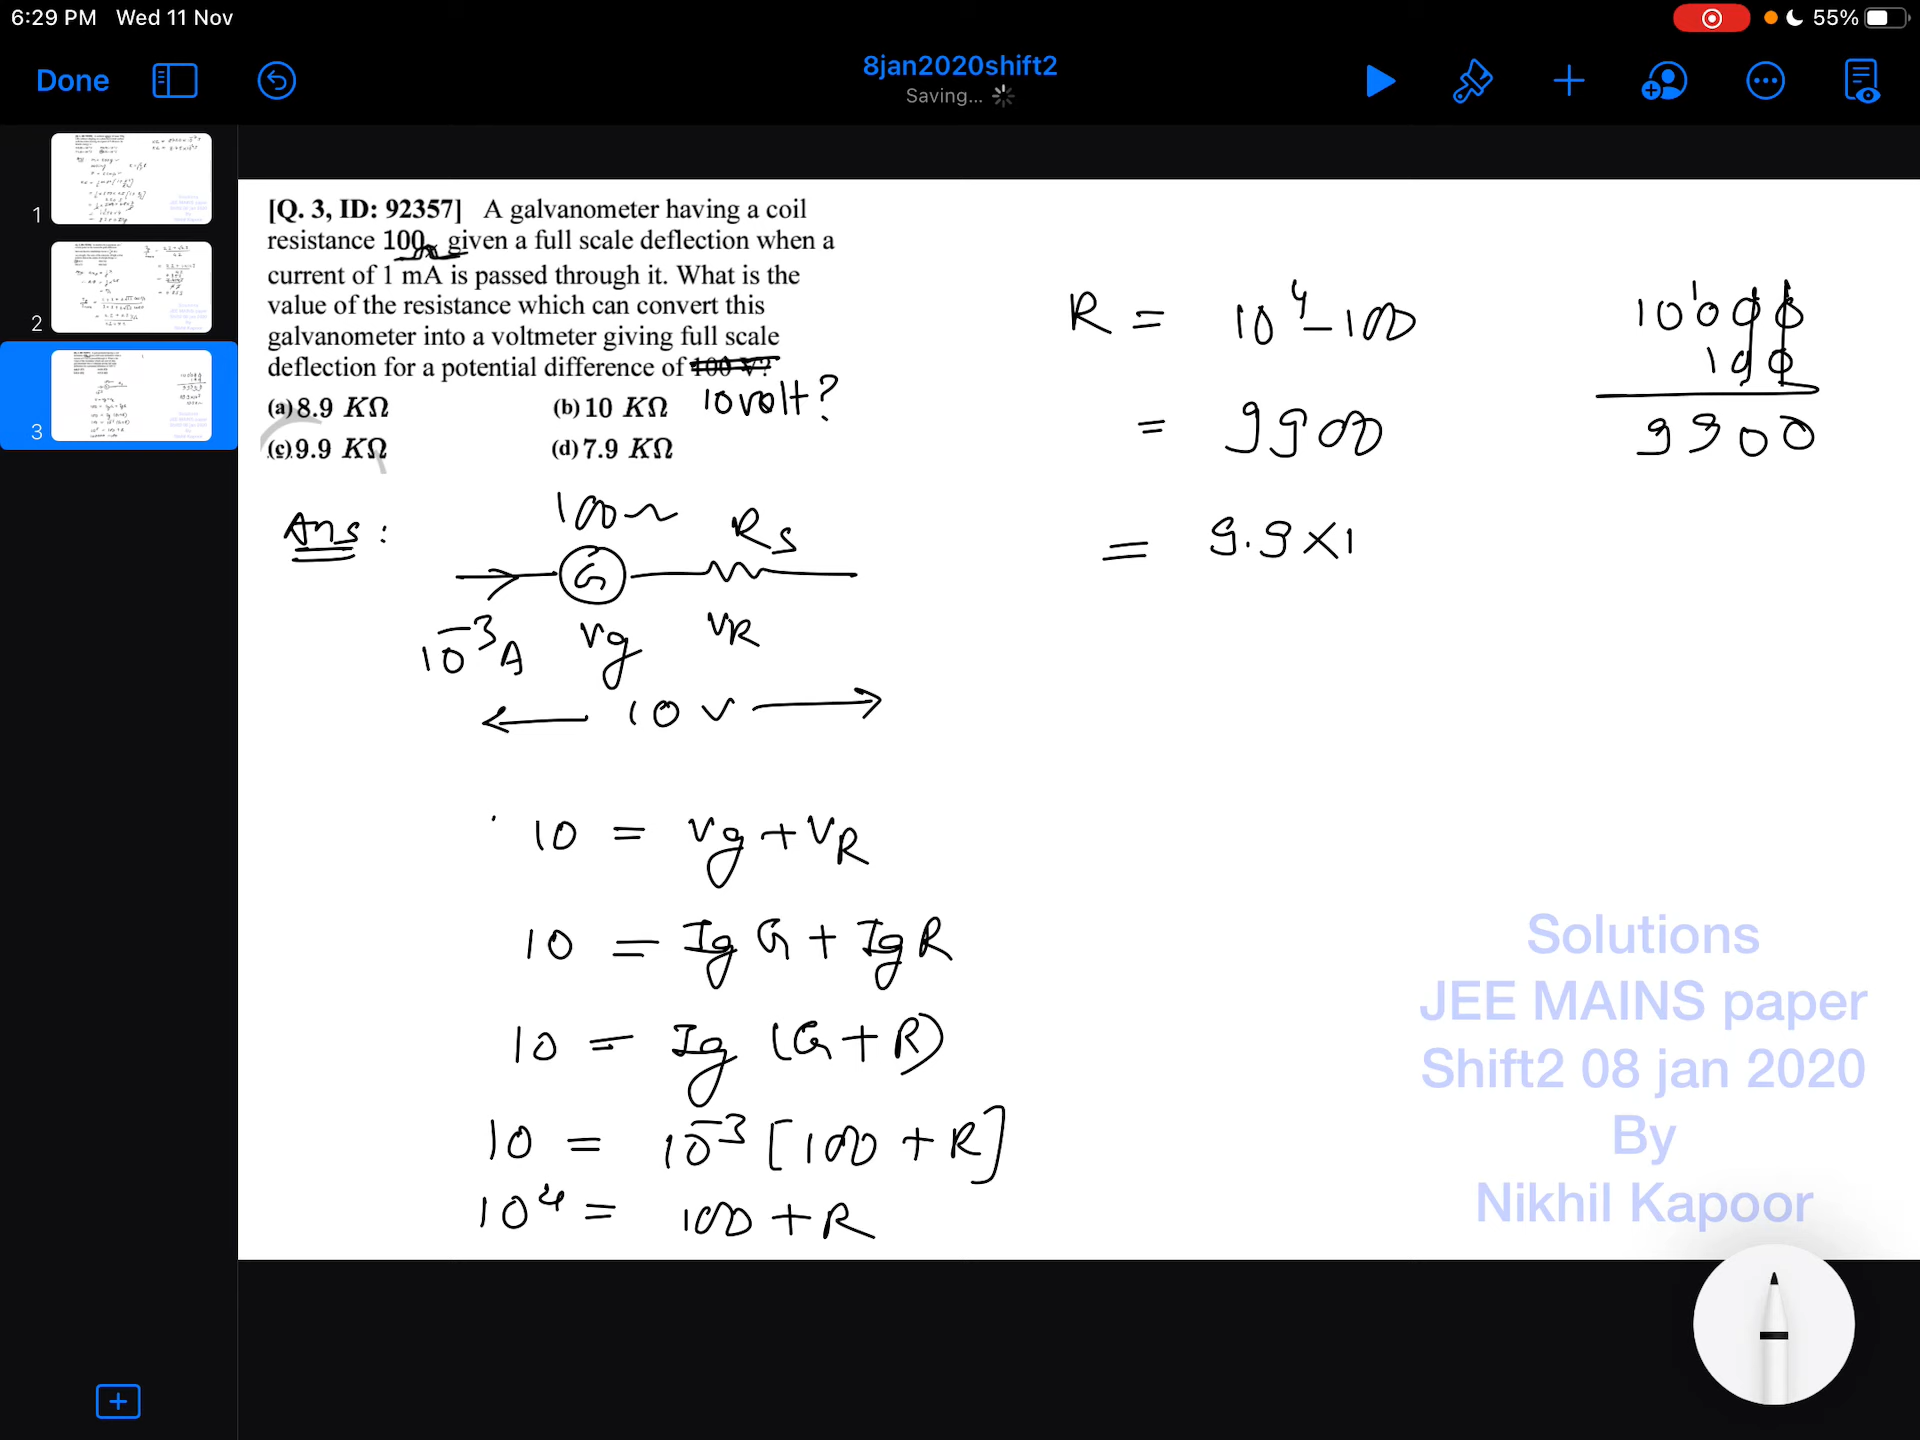 6:29 PM Wed 11 Nov
55%
Done
8jan2020shift2
Saving...
1
2
3
[Q. 3, ID: 92357] A galvanometer having a coil
resistance 100Ω given a full scale deflection when a
current of 1 mA is passed through it. What is the
value of the resistance which can convert this
galvanometer into a voltmeter giving full scale
deflection for a potential difference of 100 V?
10 volt?
(a) 8.9 KΩ (b) 10 KΩ
(c) 9.9 KΩ (d) 7.9 KΩ
Ans:
100Ω Rs
G
10⁻³A Vg VR
10 V
10 = Vg + VR
10 = Ig G + Ig R
10 = Ig (G + R)
10 = 10⁻³ [100 + R]
10⁴ = 100 + R
R = 10⁴ - 100
= 9900
= 9.9 × 1
10000
100
9900
Solutions
JEE MAINS paper
Shift2 08 jan 2020
By
Nikhil Kapoor